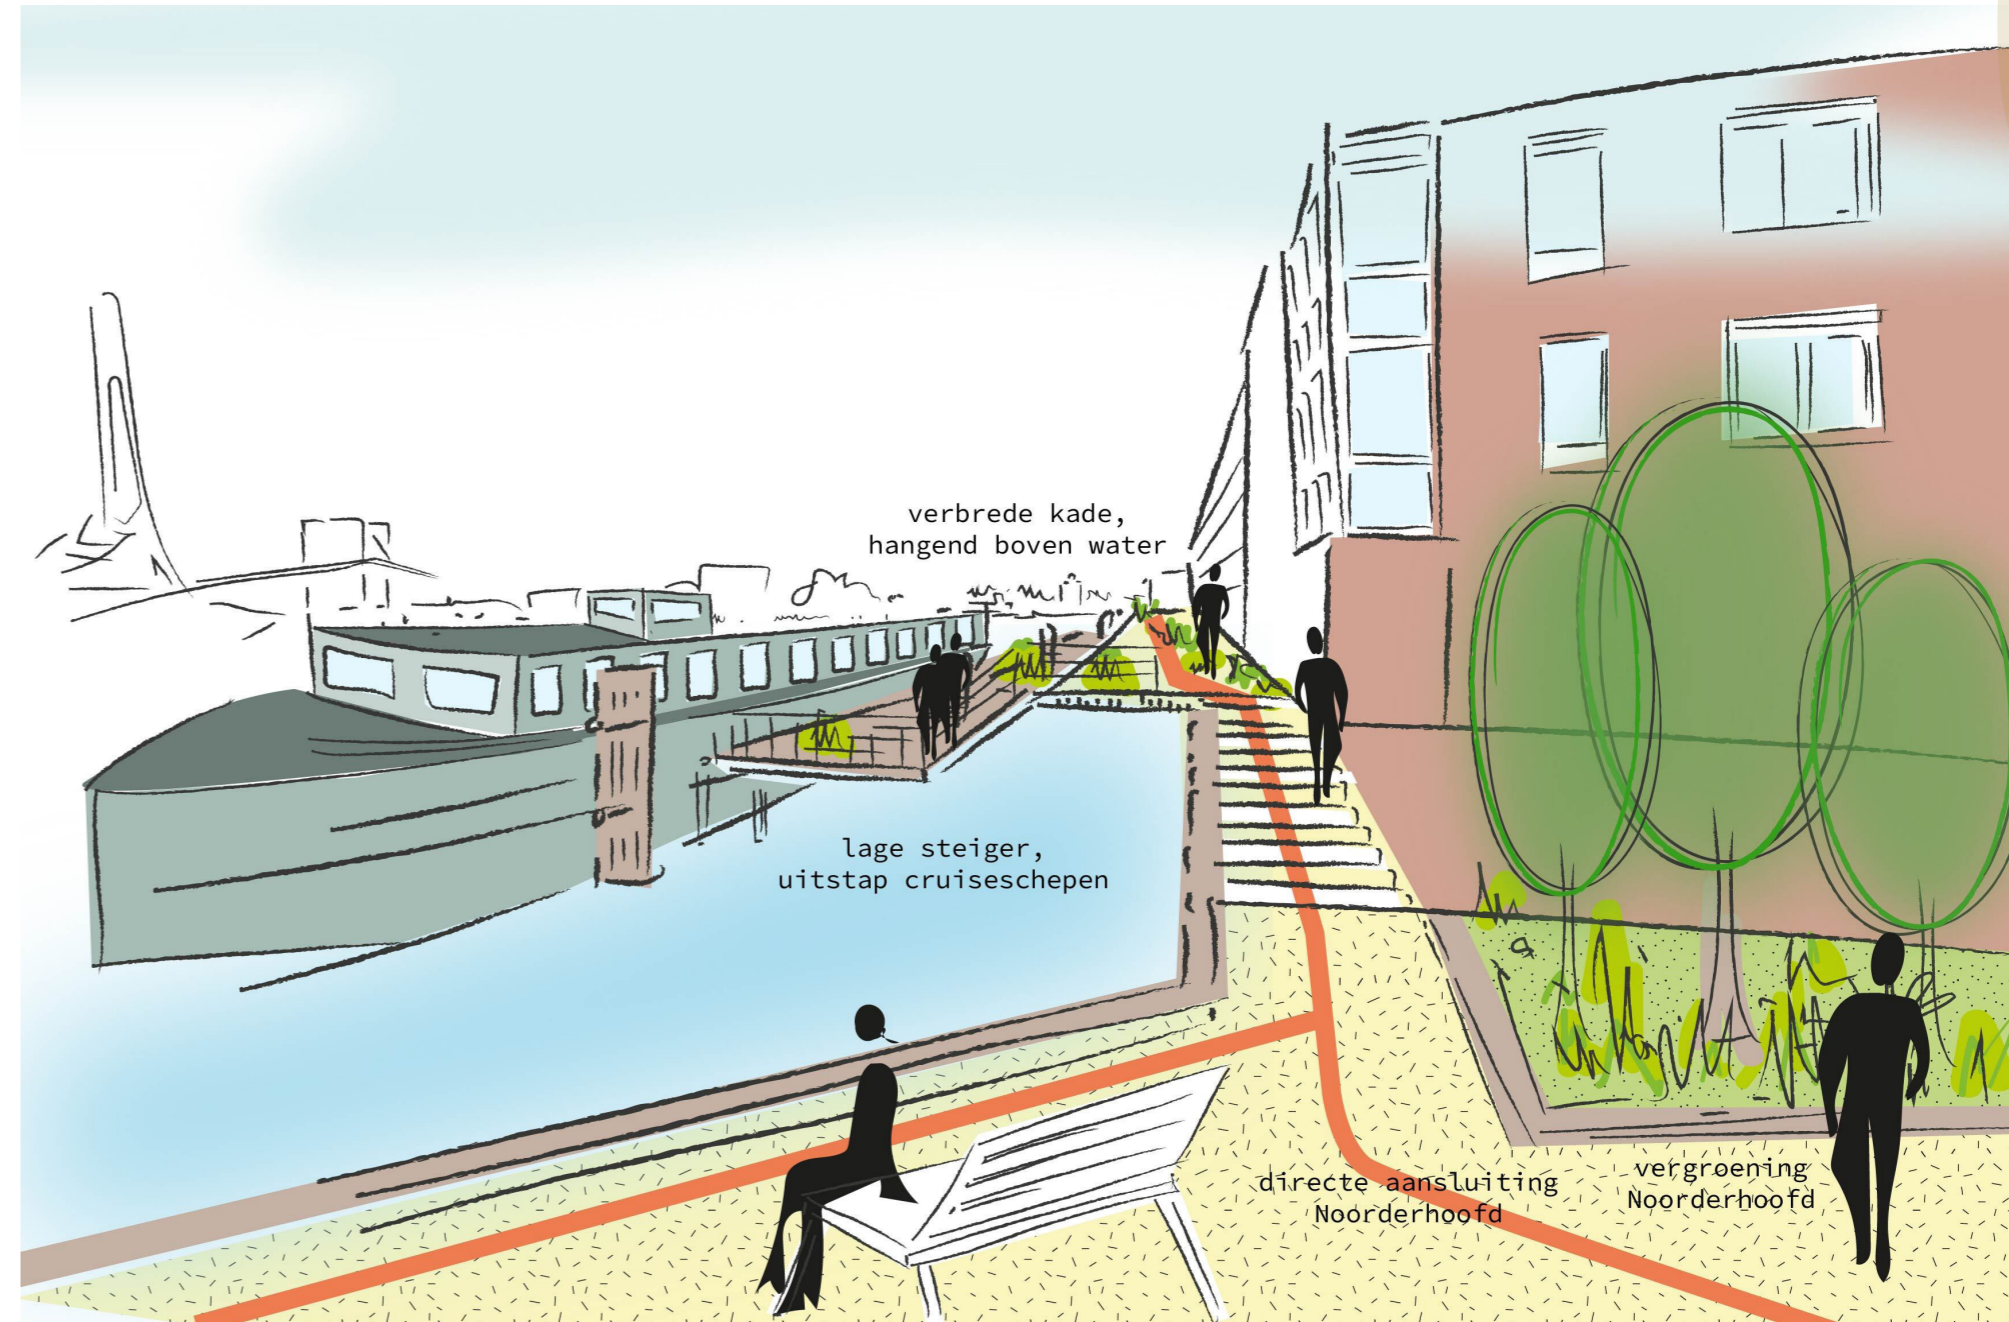 verbrede kade,
hangend boven water
lage steiger,
uitstap cruiseschepen
directe aansluiting
Noorderhoofd
vergroening
Noorderhoofd